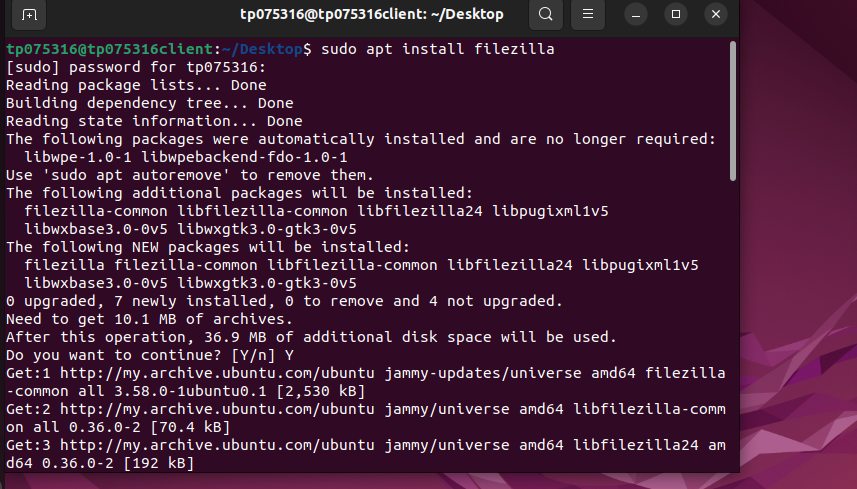 tp075316@tp075316client: ~/Desktop
tp075316@tp075316client:~/Desktop$ sudo apt install filezilla
[sudo] password for tp075316:
Reading package lists... Done
Building dependency tree... Done
Reading state information... Done
The following packages were automatically installed and are no longer required:
  libwpe-1.0-1 libwpebackend-fdo-1.0-1
Use 'sudo apt autoremove' to remove them.
The following additional packages will be installed:
  filezilla-common libfilezilla-common libfilezilla24 libpugixml1v5
  libwxbase3.0-0v5 libwxgtk3.0-gtk3-0v5
The following NEW packages will be installed:
  filezilla filezilla-common libfilezilla-common libfilezilla24 libpugixml1v5
  libwxbase3.0-0v5 libwxgtk3.0-gtk3-0v5
0 upgraded, 7 newly installed, 0 to remove and 4 not upgraded.
Need to get 10.1 MB of archives.
After this operation, 36.9 MB of additional disk space will be used.
Do you want to continue? [Y/n] Y
Get:1 http://my.archive.ubuntu.com/ubuntu jammy-updates/universe amd64 filezilla
-common all 3.58.0-1ubuntu0.1 [2,530 kB]
Get:2 http://my.archive.ubuntu.com/ubuntu jammy/universe amd64 libfilezilla-comm
on all 0.36.0-2 [70.4 kB]
Get:3 http://my.archive.ubuntu.com/ubuntu jammy/universe amd64 libfilezilla24 am
d64 0.36.0-2 [192 kB]